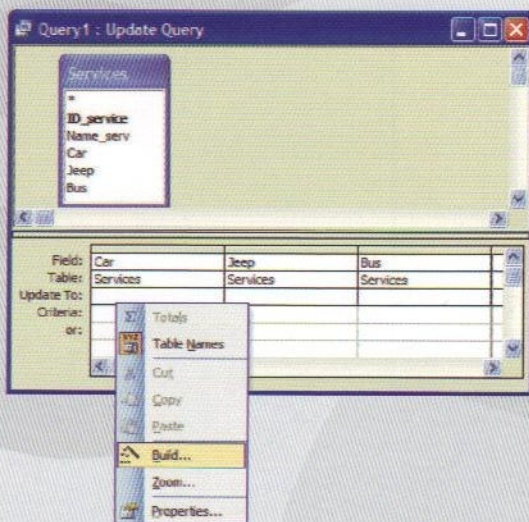 Query1 : Update Query
Services
*
ID_service
Name_serv
Car
Jeep
Bus
Field: Car Jeep Bus
Table: Services Services Services
Update To:
Criteria:
or:
Σ Totals
XYZ Table Names
Cut
Copy
Paste
Build...
Zoom...
Properties...